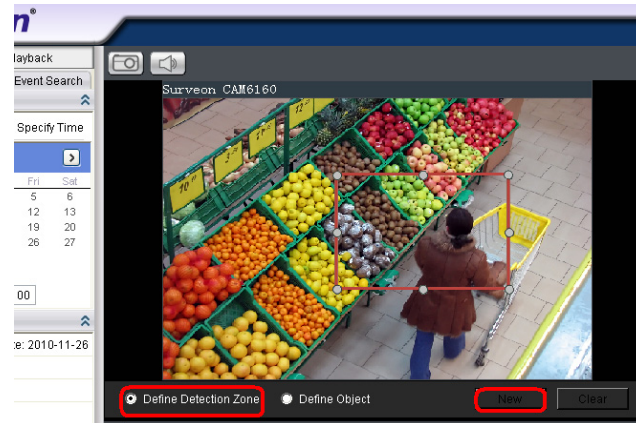 n®
layback
Event Search
Specify Time
Fri Sat
5 6
12 13
19 20
26 27
00
:e: 2010-11-26
Surveon CAM6160
Define Detection Zone
Define Object
New
Clear